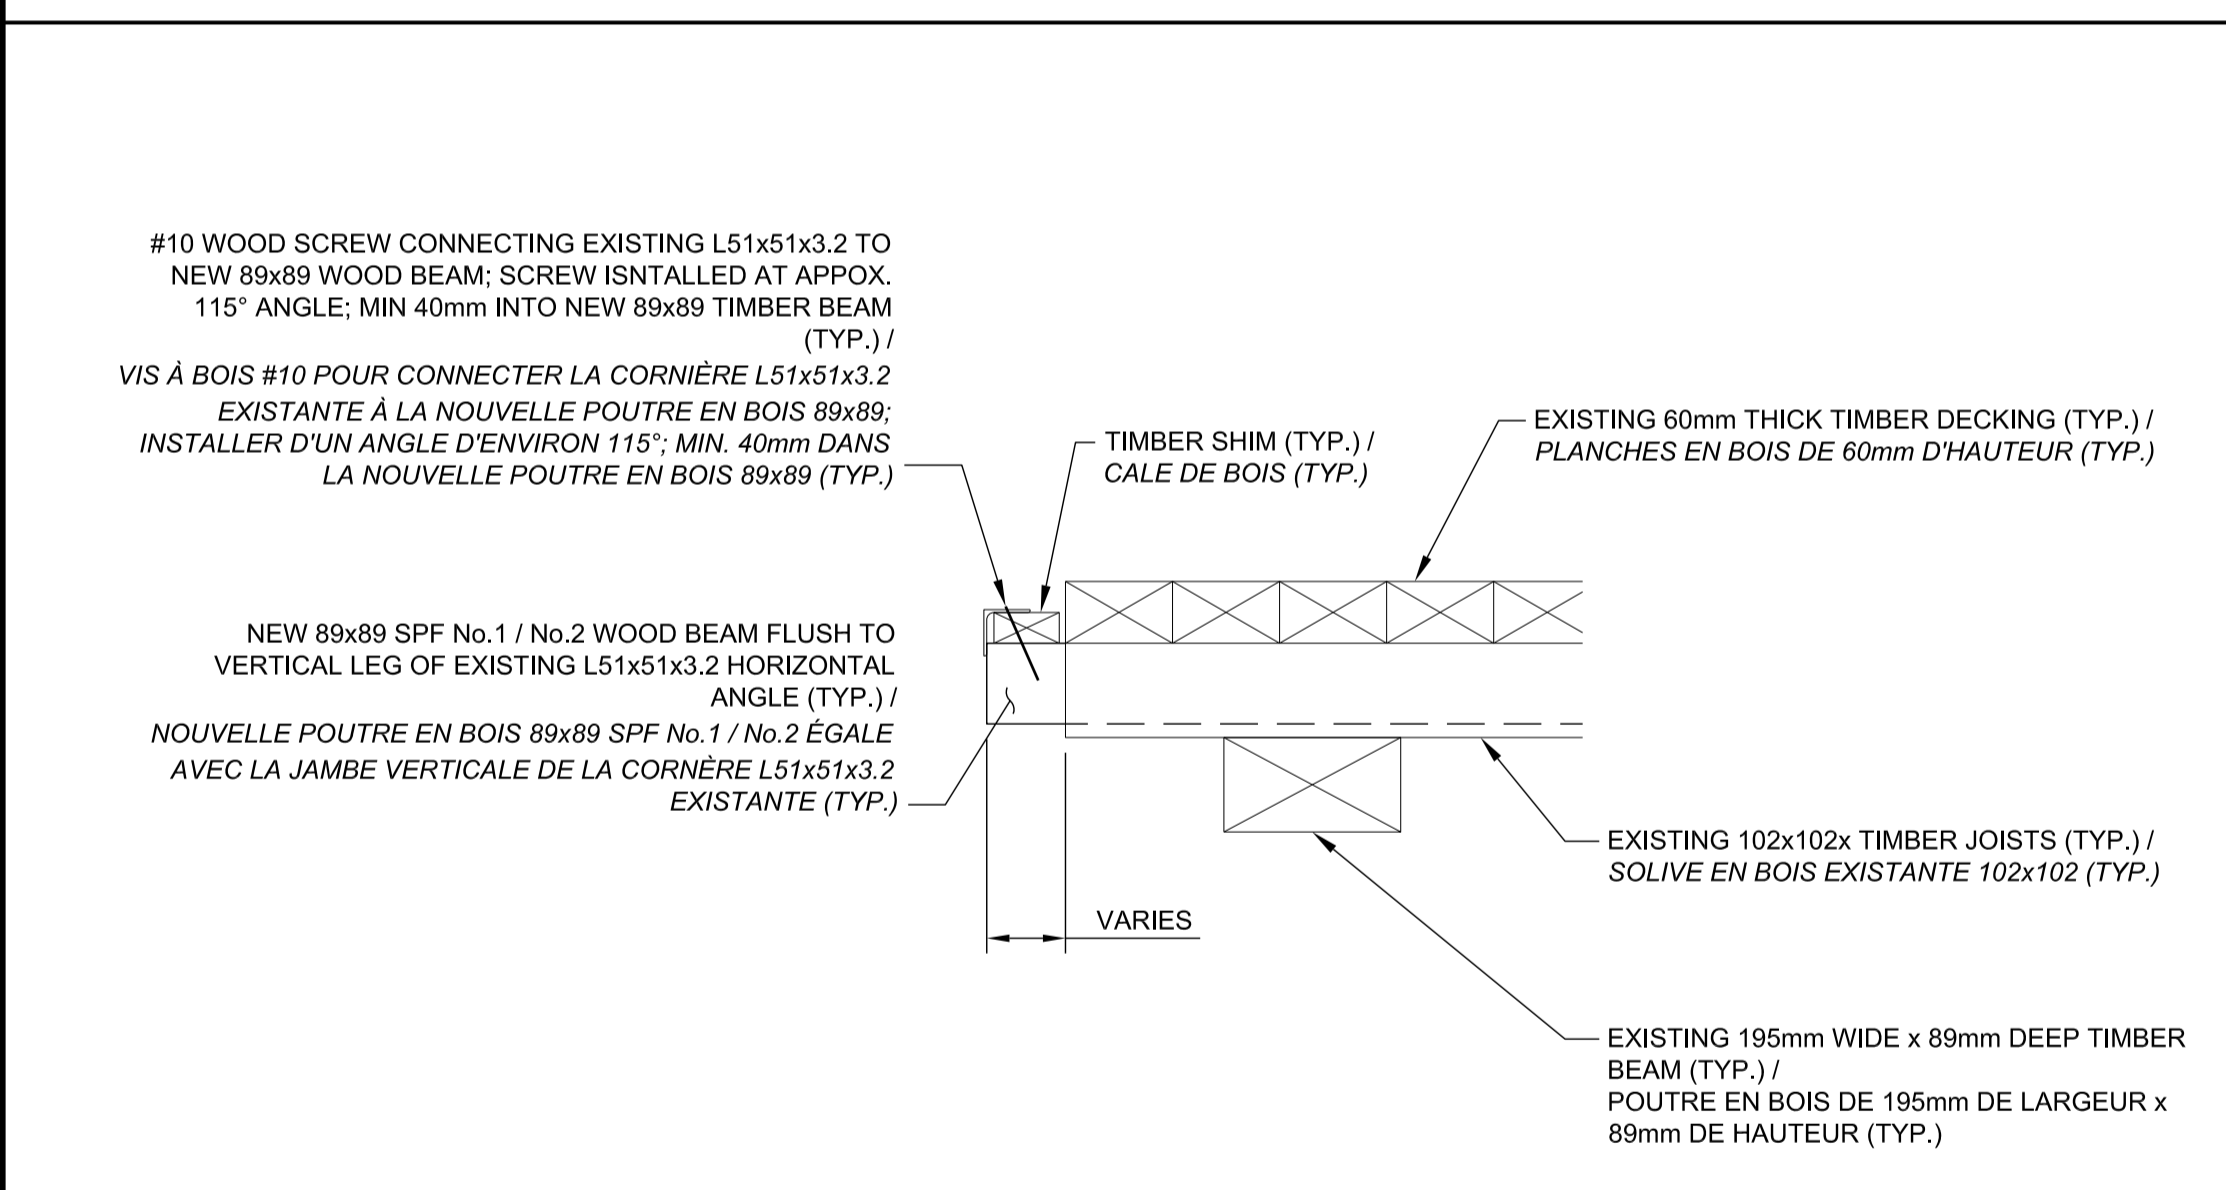 #10 WOOD SCREW CONNECTING EXISTING L51x51x3.2 TO
NEW 89x89 WOOD BEAM; SCREW ISNTALLED AT APPOX.
115° ANGLE; MIN 40mm INTO NEW 89x89 TIMBER BEAM
(TYP.) /
VIS À BOIS #10 POUR CONNECTER LA CORNIÈRE L51x51x3.2
EXISTANTE À LA NOUVELLE POUTRE EN BOIS 89x89;
INSTALLER D'UN ANGLE D'ENVIRON 115°; MIN. 40mm DANS
LA NOUVELLE POUTRE EN BOIS 89x89 (TYP.)
TIMBER SHIM (TYP.) /
CALE DE BOIS (TYP.)
EXISTING 60mm THICK TIMBER DECKING (TYP.) /
PLANCHES EN BOIS DE 60mm D'HAUTEUR (TYP.)
NEW 89x89 SPF No.1 / No.2 WOOD BEAM FLUSH TO
VERTICAL LEG OF EXISTING L51x51x3.2 HORIZONTAL
ANGLE (TYP.) /
NOUVELLE POUTRE EN BOIS 89x89 SPF No.1 / No.2 ÉGALE
AVEC LA JAMBE VERTICALE DE LA CORNÈRE L51x51x3.2
EXISTANTE (TYP.)
EXISTING 102x102x TIMBER JOISTS (TYP.) /
SOLIVE EN BOIS EXISTANTE 102x102 (TYP.)
VARIES
EXISTING 195mm WIDE x 89mm DEEP TIMBER
BEAM (TYP.) /
POUTRE EN BOIS DE 195mm DE LARGEUR x
89mm DE HAUTEUR (TYP.)